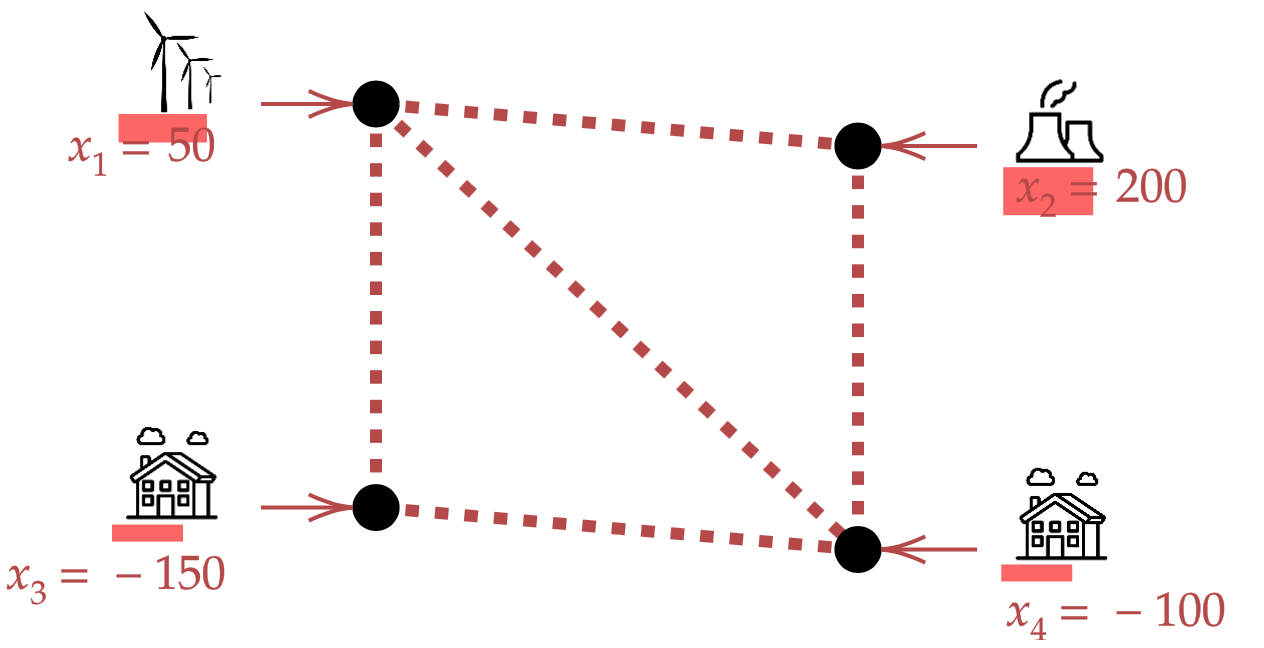 x₁ = 50
x₂ = 200
x₃ = − 150
x₄ = − 100